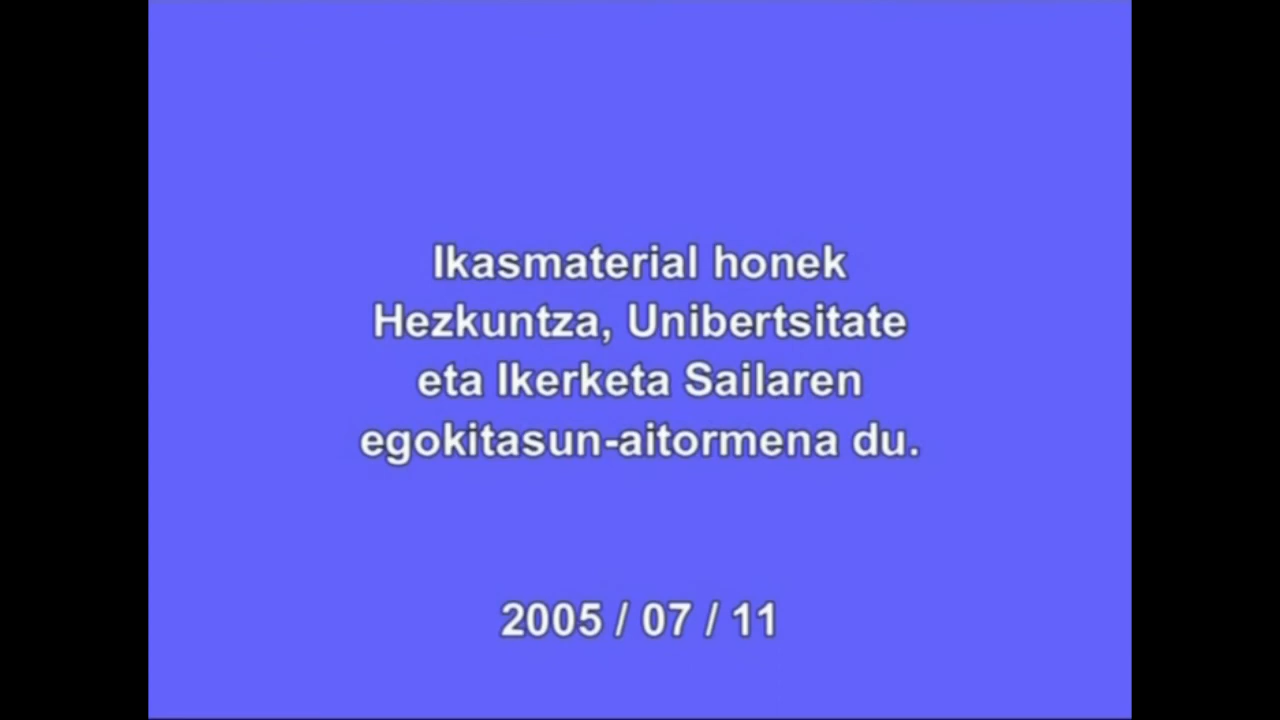 Ikasmaterial honek
Hezkuntza, Unibertsitate
eta Ikerketa Sailaren
egokitasun-aitormena du.
2005 / 07 / 11